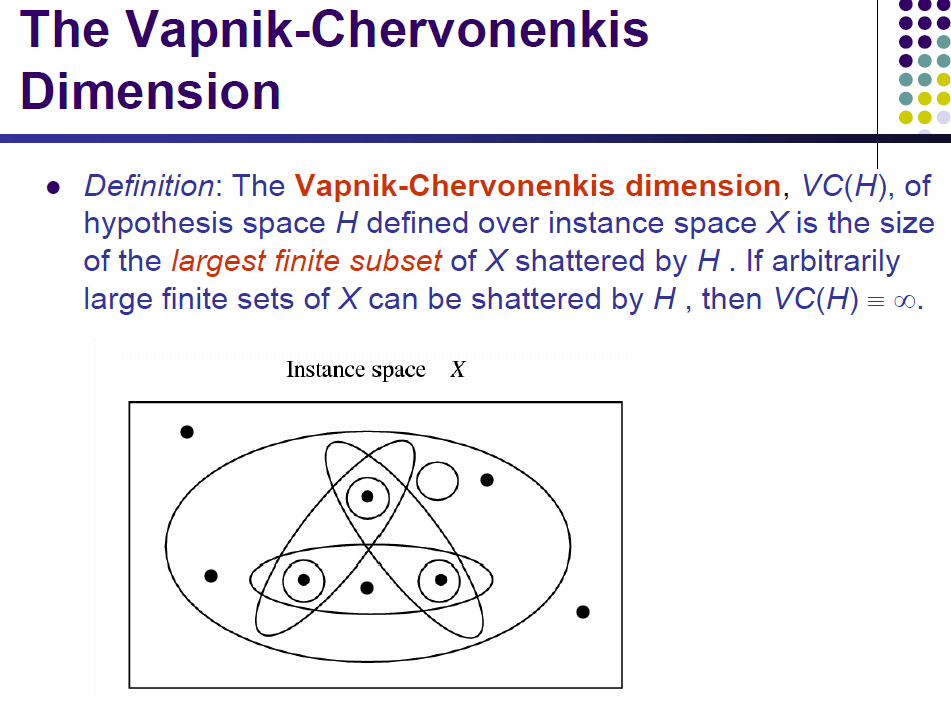 The Vapnik-Chervonenkis
Dimension
● Definition: The Vapnik-Chervonenkis dimension, VC(H), of
hypothesis space H defined over instance space X is the size
of the largest finite subset of X shattered by H . If arbitrarily
large finite sets of X can be shattered by H , then VC(H) ≡ ∞.
Instance space X